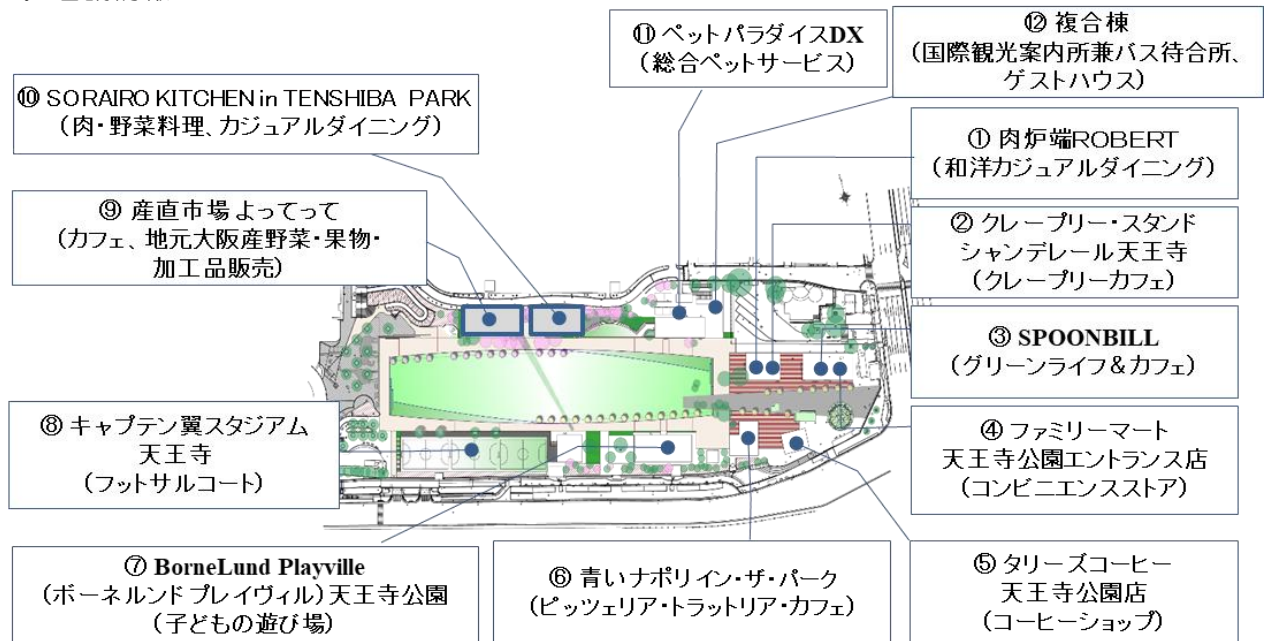 ⑪ ペットパラダイスDX
(総合ペットサービス)
⑫ 複合棟
(国際観光案内所兼バス待合所、
ゲストハウス)
⑩ SORAIRO KITCHEN in TENSHIBA PARK
(肉・野菜料理、カジュアルダイニング)
① 肉炉端ROBERT
(和洋カジュアルダイニング)
⑨ 産直市場よってって
(カフェ、地元大阪産野菜・果物・
加工品販売)
② クレープリー・スタンド
シャンデレール天王寺
(クレープリーカフェ)
③ SPOONBILL
(グリーンライフ&カフェ)
⑧ キャプテン翼スタジアム
天王寺
(フットサルコート)
④ ファミリーマート
天王寺公園エントランス店
(コンビニエンスストア)
⑦ BorneLund Playville
(ボーネルンド プレイヴィル)天王寺公園
(子どもの遊び場)
⑥ 青いナポリイン・ザ・パーク
(ピッツェリア・トラットリア・カフェ)
⑤ タリーズコーヒー
天王寺公園店
(コーヒーショップ)